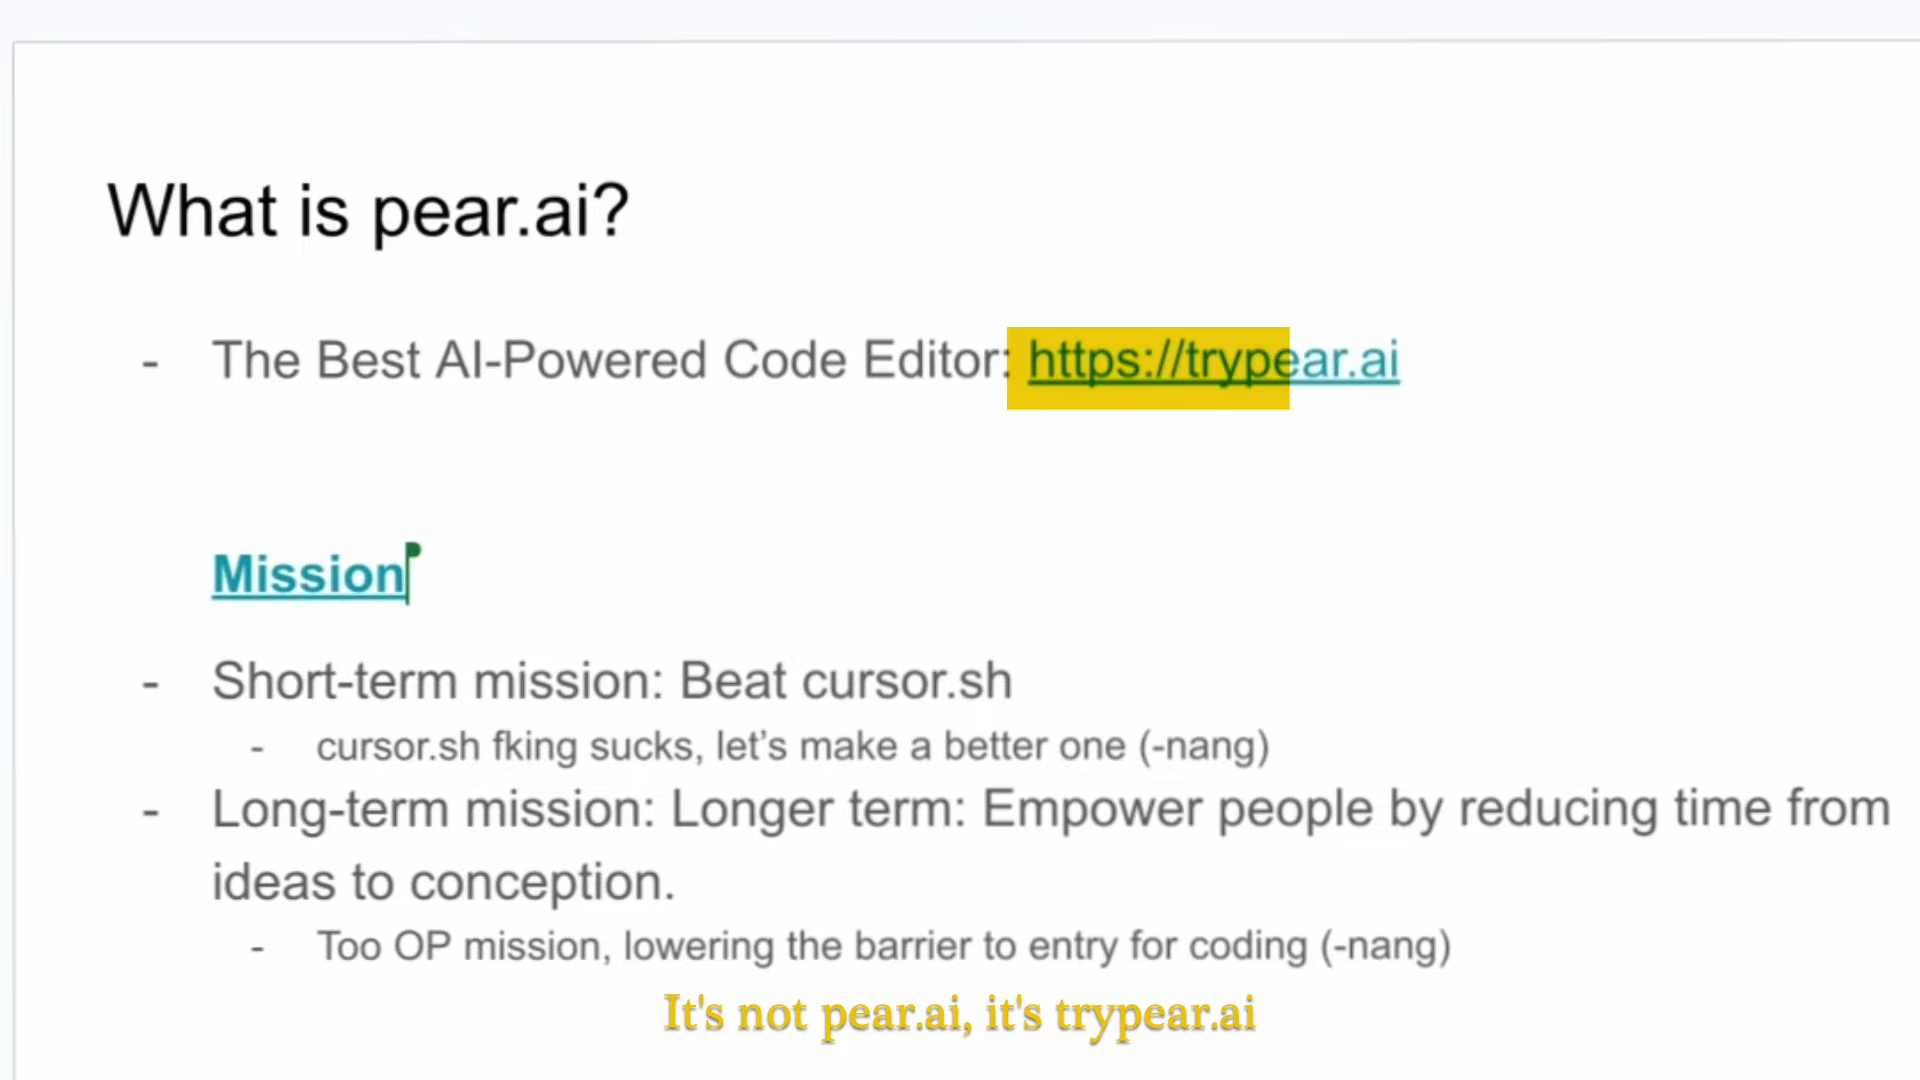 What is pear.ai?
- The Best AI-Powered Code Editor: https://trypear.ai
Mission
- Short-term mission: Beat cursor.sh
- cursor.sh fking sucks, let’s make a better one (-nang)
- Long-term mission: Longer term: Empower people by reducing time from
ideas to conception.
- Too OP mission, lowering the barrier to entry for coding (-nang)
It's not pear.ai, it's trypear.ai